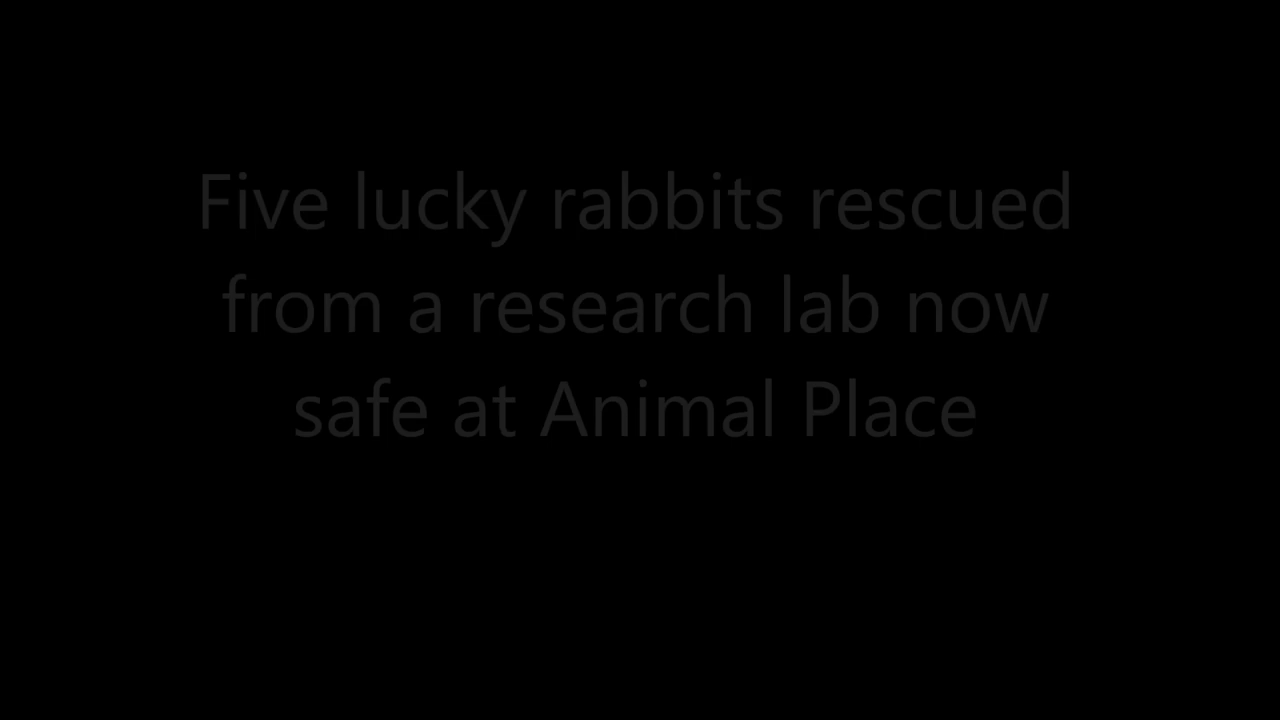 Five lucky rabbits rescued
from a research lab now
safe at Animal Place